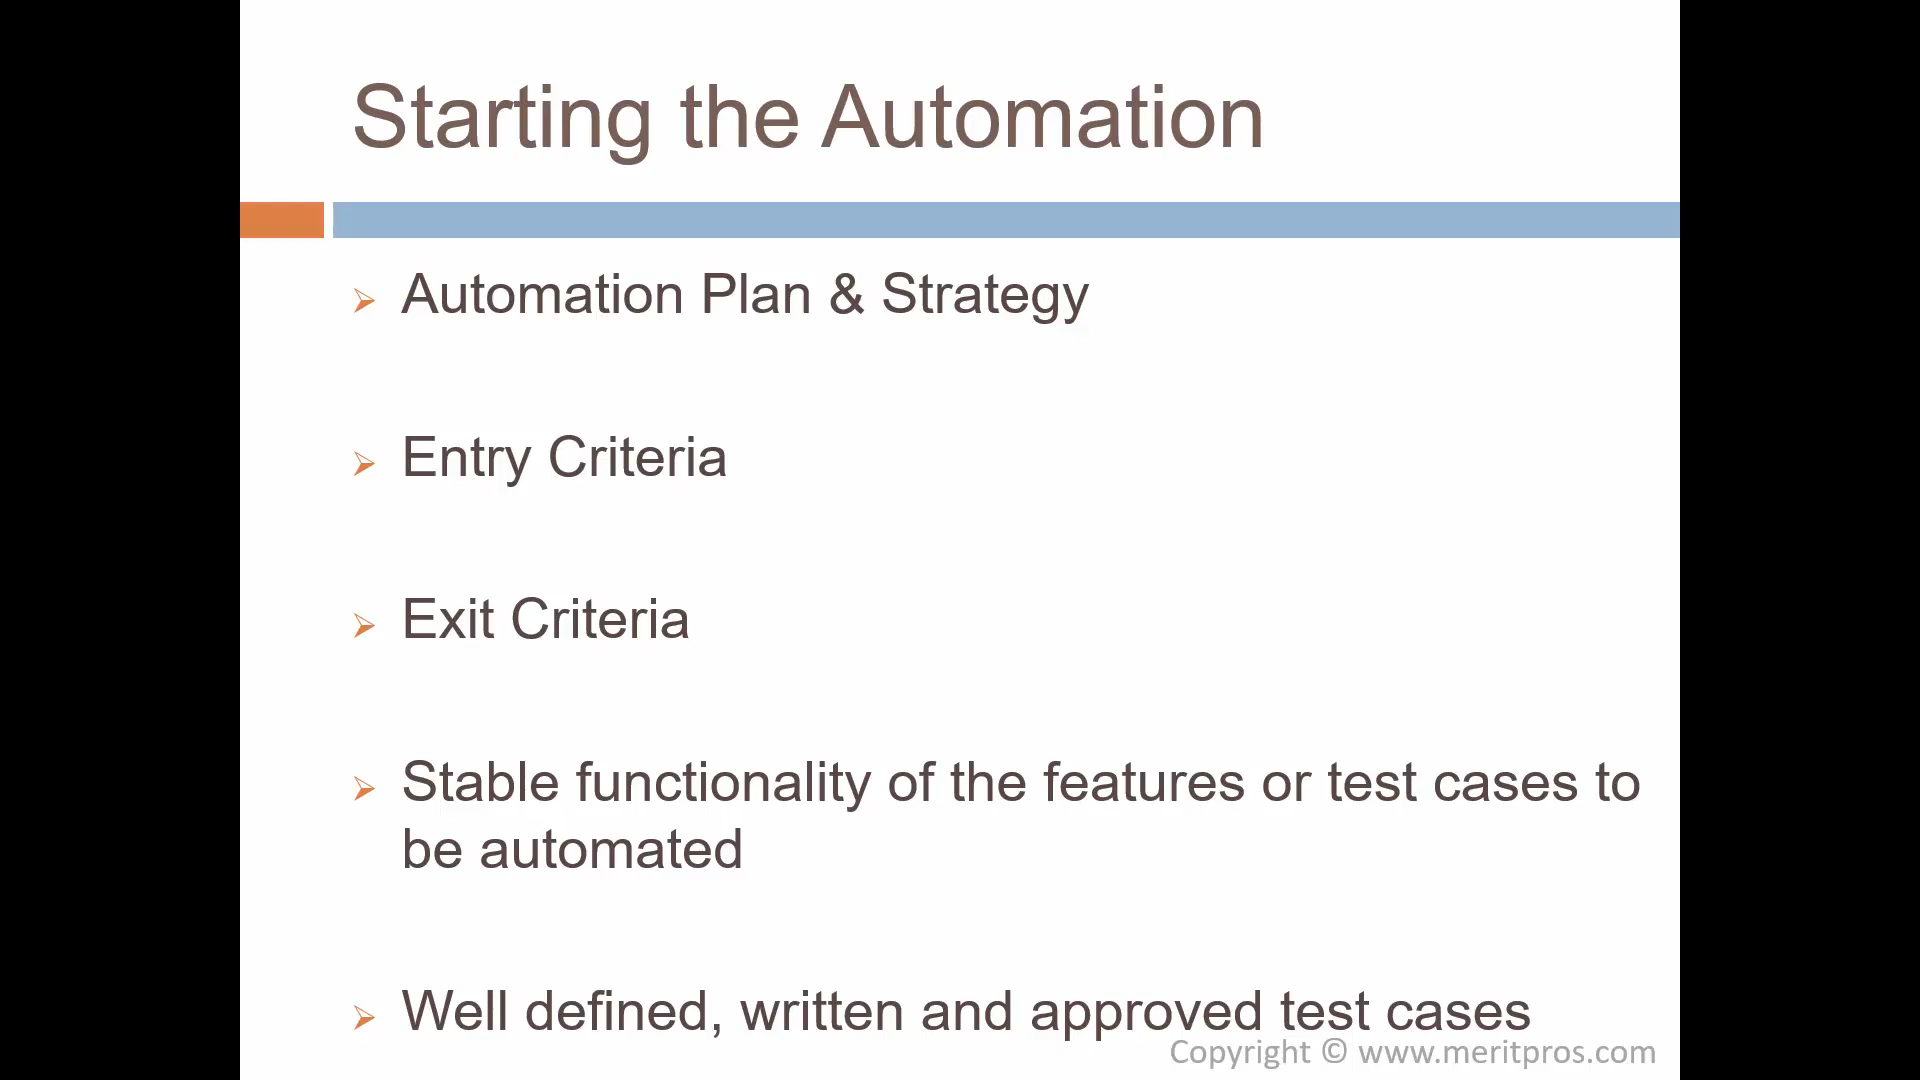 Starting the Automation
Automation Plan & Strategy
Entry Criteria
Exit Criteria
Stable functionality of the features or test cases to
be automated
Well defined, written and approved test cases
Copyright © www.meritpros.com